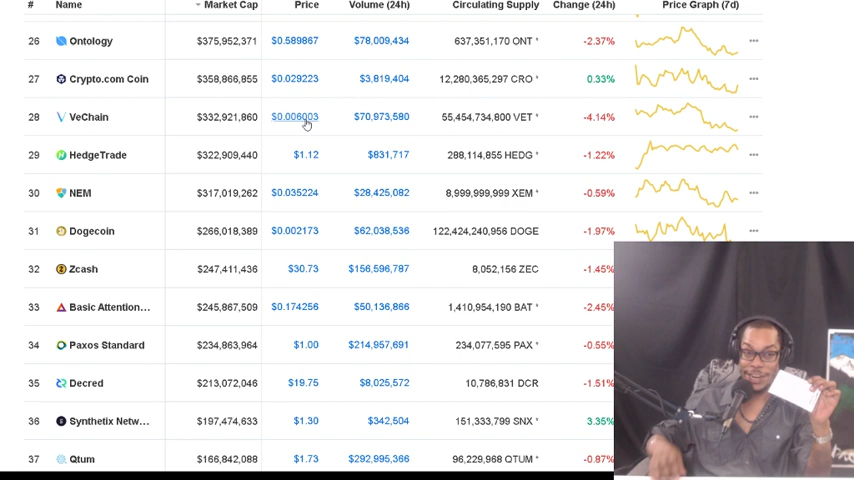 # Name Market Cap Price Volume (24h) Circulating Supply Change (24h) Price Graph (7d)
26 Ontology $375,952,371 $0.589867 $78,009,434 637,351,170 ONT * -2.37%
27 Crypto.com Coin $358,866,855 $0.029223 $3,819,404 12,280,365,297 CRO * 0.33%
28 VeChain $332,921,860 $0.006003 $70,973,580 55,454,734,800 VET * -4.14%
29 HedgeTrade $322,909,440 $1.12 $831,717 288,114,855 HEDG * -1.22%
30 NEM $317,019,262 $0.035224 $28,425,082 8,999,999,999 XEM * -0.59%
31 Dogecoin $266,018,389 $0.002173 $62,038,536 122,424,240,956 DOGE -1.97%
32 Zcash $247,411,436 $30.73 $156,596,787 8,052,156 ZEC -1.45%
33 Basic Attention... $245,867,509 $0.174256 $50,136,866 1,410,954,190 BAT * -2.45%
34 Paxos Standard $234,863,964 $1.00 $214,957,691 234,077,595 PAX * -0.55%
35 Decred $213,072,046 $19.75 $8,025,572 10,786,831 DCR -1.51%
36 Synthetix Netw... $197,474,633 $1.30 $342,504 151,333,799 SNX * 3.35%
37 Qtum $166,842,088 $1.73 $292,995,366 96,229,968 QTUM * -0.87%